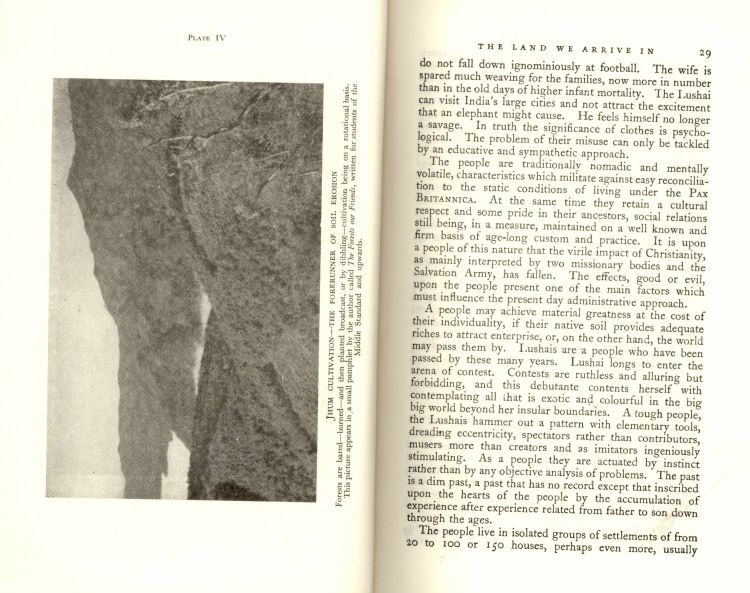 PLATE IV
JHUM CULTIVATION—THE FORERUNNER OF SOIL EROSION
Forests are bared—burned—and then planted broadcast, or by dibbling—cultivation being on a rotational basis.
This picture appears in a small pamphlet by the author called The Forests our Friends, written for students of the
Middle Standard and upwards.
THE LAND WE ARRIVE IN 29
do not fall down ignominiously at football. The wife is
spared much weaving for the families, now more in number
than in the old days of higher infant mortality. The Lushai
can visit India's large cities and not attract the excitement
that an elephant might cause. He feels himself no longer
a savage. In truth the significance of clothes is psycho-
logical. The problem of their misuse can only be tackled
by an educative and sympathetic approach.
The people are traditionally nomadic and mentally
volatile, characteristics which militate against easy reconcilia-
tion to the static conditions of living under the PAX
BRITANNICA. At the same time they retain a cultural
respect and some pride in their ancestors, social relations
still being, in a measure, maintained on a well known and
firm basis of age-long custom and practice. It is upon
a people of this nature that the virile impact of Christianity,
as mainly interpreted by two missionary bodies and the
Salvation Army, has fallen. The effects, good or evil,
upon the people present one of the main factors which
must influence the present day administrative approach.
A people may achieve material greatness at the cost of
their individuality, if their native soil provides adequate
riches to attract enterprise, or, on the other hand, the world
may pass them by. Lushais are a people who have been
passed by these many years. Lushai longs to enter the
arena of contest. Contests are ruthless and alluring but
forbidding, and this debutante contents herself with
contemplating all that is exotic and colourful in the big
big world beyond her insular boundaries. A tough people,
the Lushais hammer out a pattern with elementary tools,
dreading eccentricity, spectators rather than contributors,
musers more than creators and as imitators ingeniously
stimulating. As a people they are actuated by instinct
rather than by any objective analysis of problems. The past
is a dim past, a past that has no record except that inscribed
upon the hearts of the people by the accumulation of
experience after experience related from father to son down
through the ages.
The people live in isolated groups of settlements of from
20 to 100 or 150 houses, perhaps even more, usually